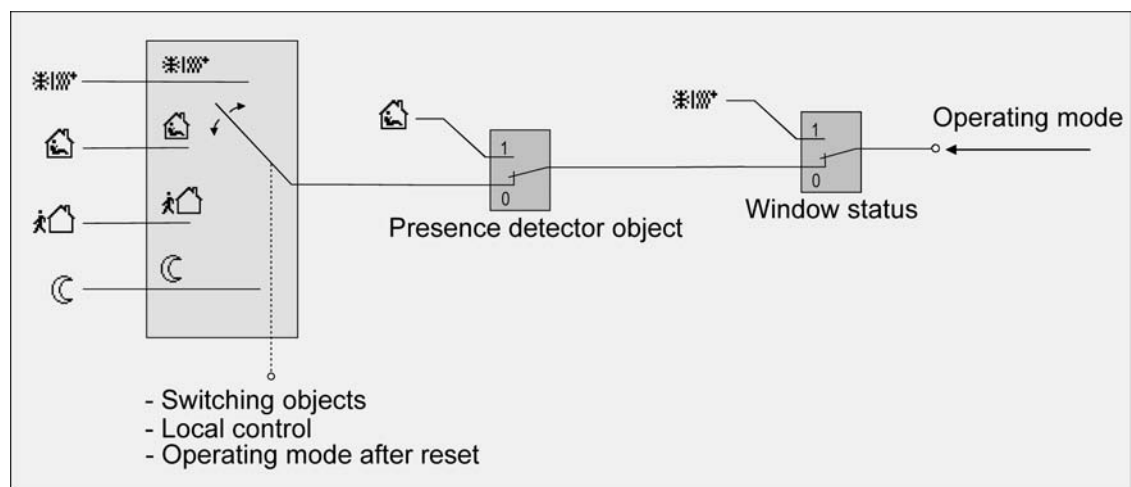 1
0
Presence detector object
1
0
Window status
Operating mode
- Switching objects
- Local control
- Operating mode after reset